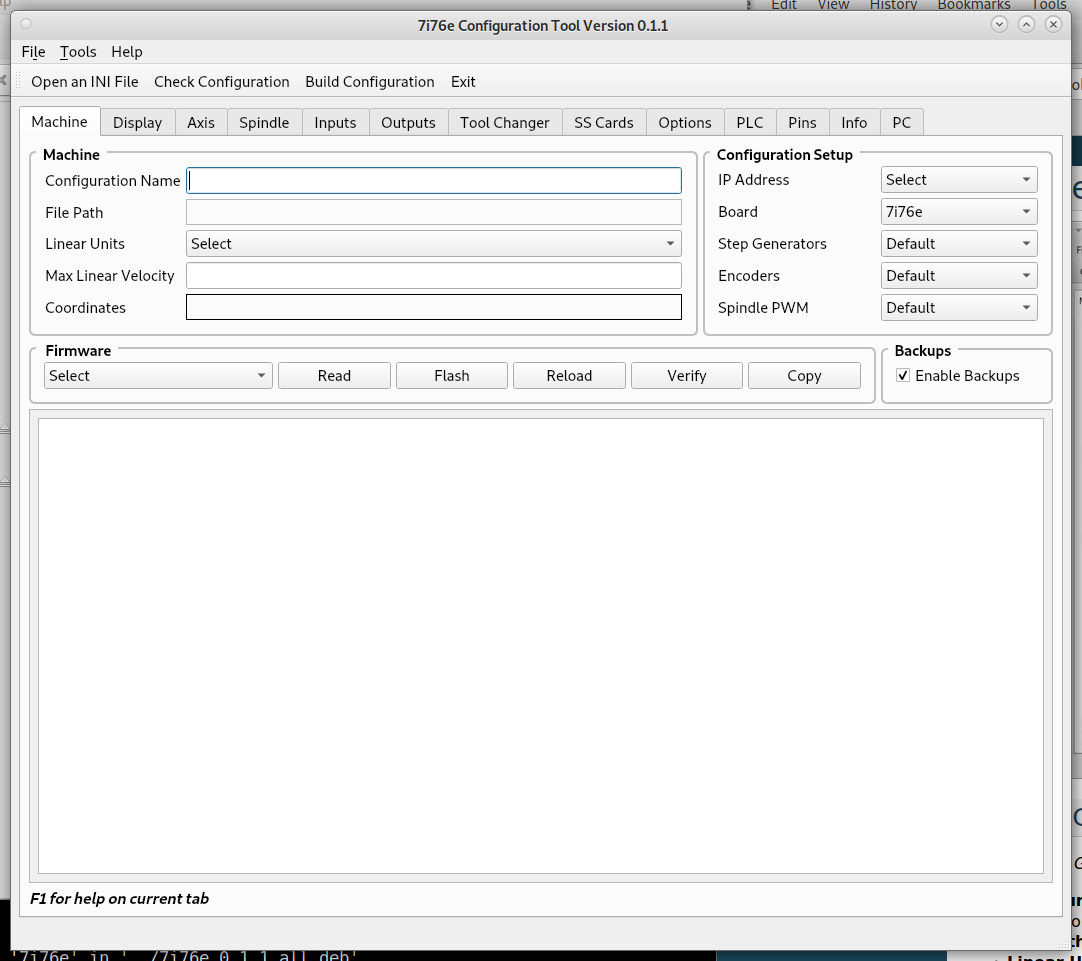 Edit View History Bookmarks Tools
7i76e Configuration Tool Version 0.1.1
File Tools Help
Open an INI File Check Configuration Build Configuration Exit
Machine Display Axis Spindle Inputs Outputs Tool Changer SS Cards Options PLC Pins Info PC
Machine
Configuration Name
File Path
Linear Units Select
Max Linear Velocity
Coordinates
Configuration Setup
IP Address Select
Board 7i76e
Step Generators Default
Encoders Default
Spindle PWM Default
Firmware
Select Read Flash Reload Verify Copy
Backups
Enable Backups
F1 for help on current tab
'7i76e' in '../7i76e_0.1.1_all.deb'